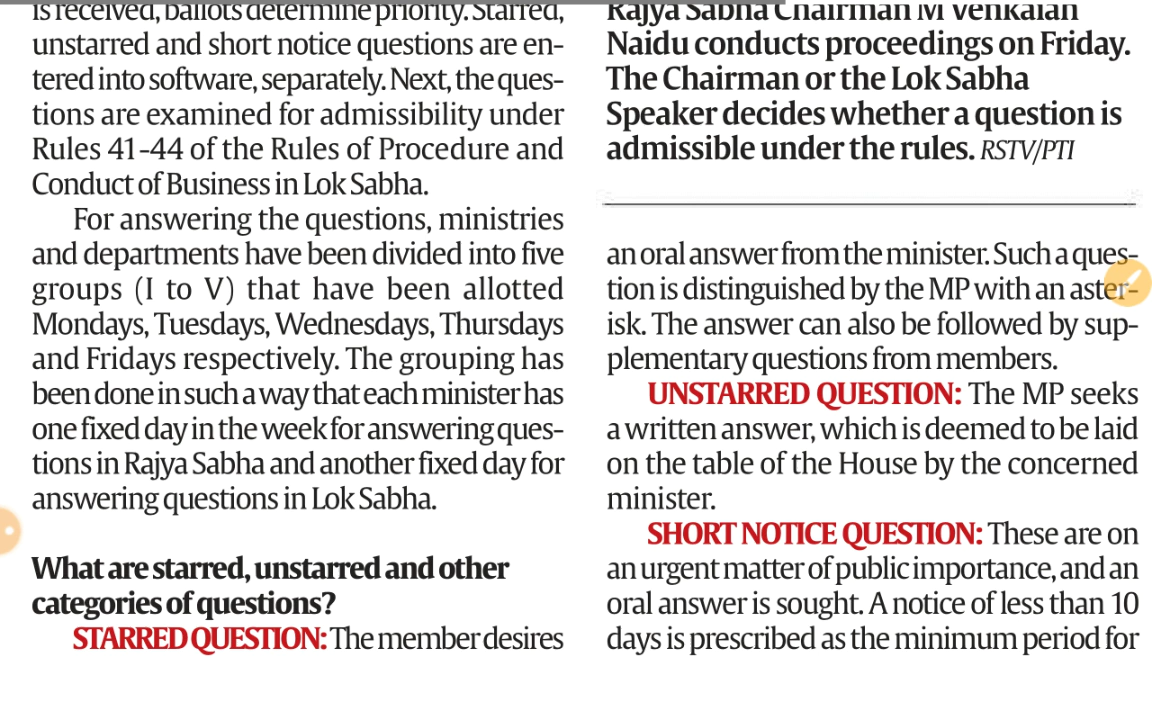 is received, ballots determine priority. Starred,
unstarred and short notice questions are en-
tered into software, separately. Next, the ques-
tions are examined for admissibility under
Rules 41-44 of the Rules of Procedure and
Conduct of Business in Lok Sabha.
For answering the questions, ministries
and departments have been divided into five
groups (I to V) that have been allotted
Mondays, Tuesdays, Wednesdays, Thursdays
and Fridays respectively. The grouping has
been done in such a way that each minister has
one fixed day in the week for answering ques-
tions in Rajya Sabha and another fixed day for
answering questions in Lok Sabha.
What are starred, unstarred and other
categories of questions?
STARRED QUESTION: The member desires
Rajya Sabha Chairman M Venkaiah
Naidu conducts proceedings on Friday.
The Chairman or the Lok Sabha
Speaker decides whether a question is
admissible under the rules. RSTV/PTI
an oral answer from the minister. Such a ques-
tion is distinguished by the MP with an aster-
isk. The answer can also be followed by sup-
plementary questions from members.
UNSTARRED QUESTION: The MP seeks
a written answer, which is deemed to be laid
on the table of the House by the concerned
minister.
SHORT NOTICE QUESTION: These are on
an urgent matter of public importance, and an
oral answer is sought. A notice of less than 10
days is prescribed as the minimum period for